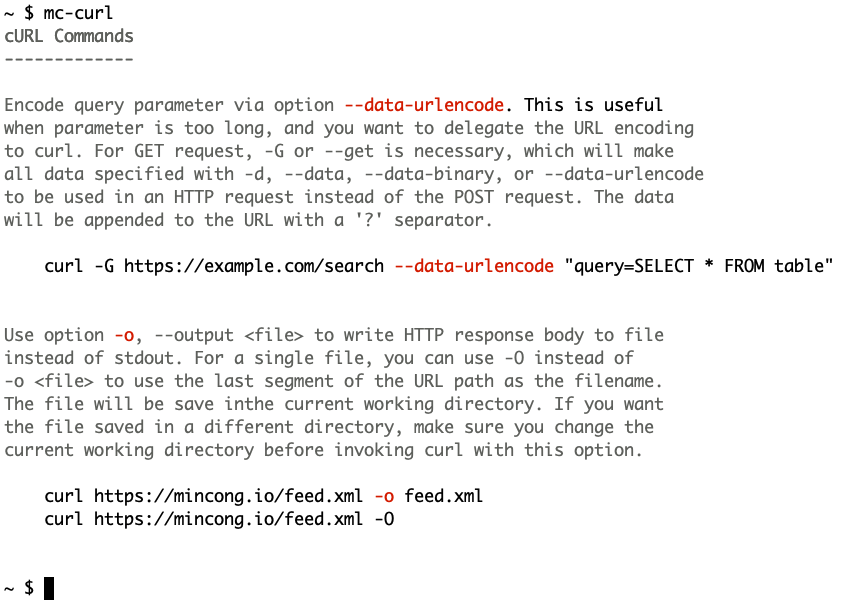 ~ $ mc-curl
cURL Commands
-------------
Encode query parameter via option --data-urlencode. This is useful
when parameter is too long, and you want to delegate the URL encoding
to curl. For GET request, -G or --get is necessary, which will make
all data specified with -d, --data, --data-binary, or --data-urlencode
to be used in an HTTP request instead of the POST request. The data
will be appended to the URL with a '?' separator.
curl -G https://example.com/search --data-urlencode "query=SELECT * FROM table"
Use option -o, --output <file> to write HTTP response body to file
instead of stdout. For a single file, you can use -O instead of
-o <file> to use the last segment of the URL path as the filename.
The file will be save inthe current working directory. If you want
the file saved in a different directory, make sure you change the
current working directory before invoking curl with this option.
curl https://mincong.io/feed.xml -o feed.xml
curl https://mincong.io/feed.xml -O
~ $